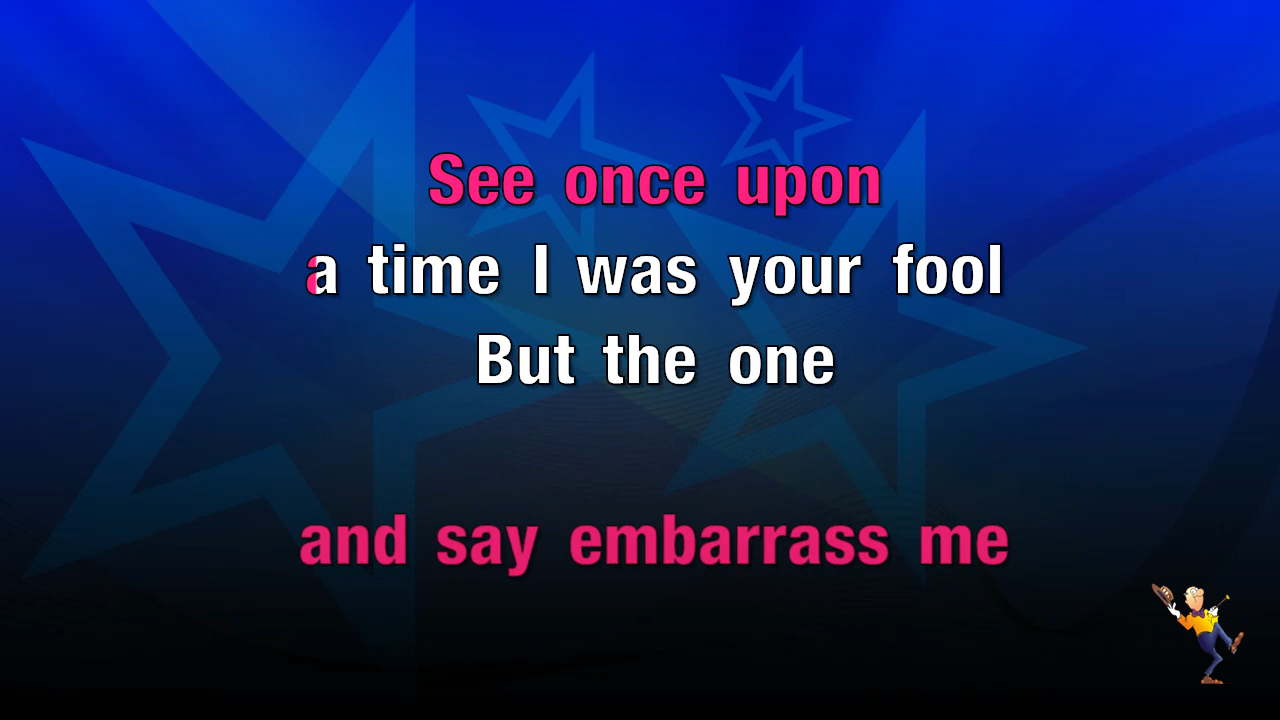 See once upon
a time I was your fool
But the one
and say embarrass me